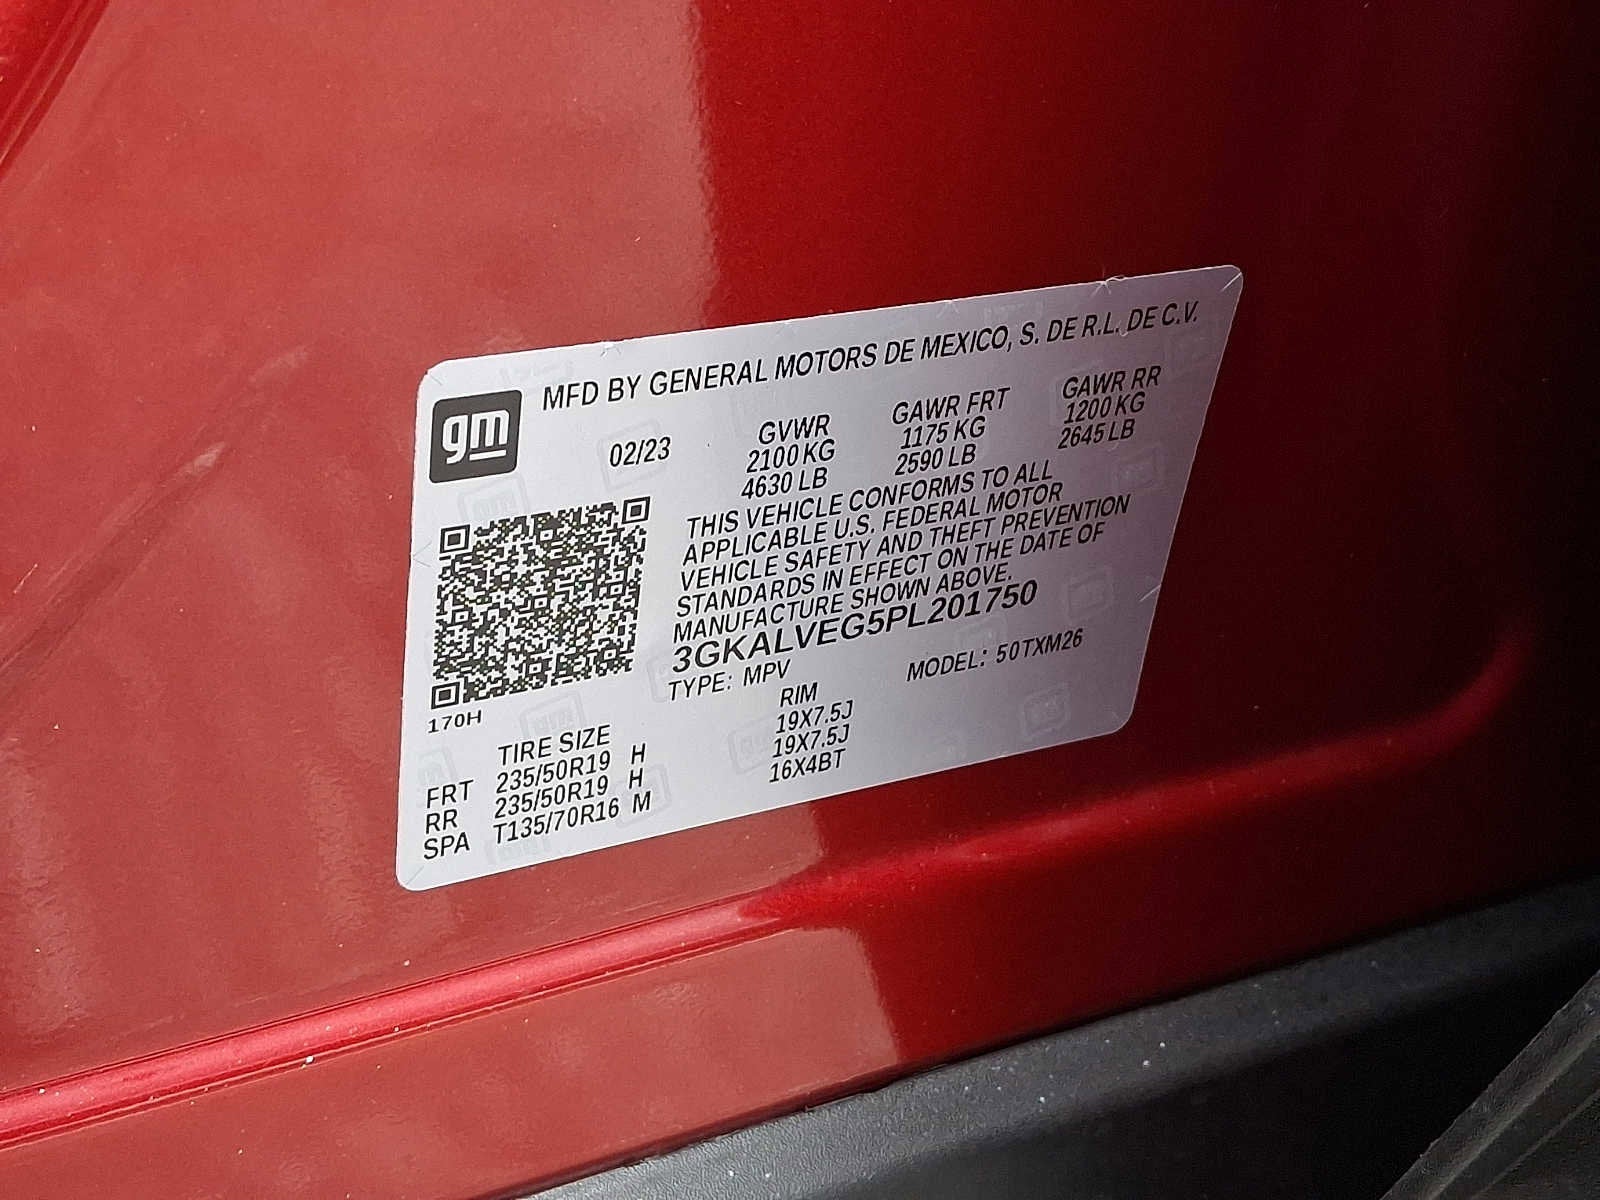 gm
MFD BY GENERAL MOTORS DE MEXICO, S. DE R.L. DE C.V.
02/23
GVWR GAWR FRT GAWR RR
2100 KG 1175 KG 1200 KG
4630 LB 2590 LB 2645 LB
THIS VEHICLE CONFORMS TO ALL
APPLICABLE U.S. FEDERAL MOTOR
VEHICLE SAFETY AND THEFT PREVENTION
STANDARDS IN EFFECT ON THE DATE OF
MANUFACTURE SHOWN ABOVE.
3GKALVEG5PL201750
TYPE: MPV MODEL: 50TXM26
170H
TIRE SIZE RIM
FRT 235/50R19 H 19X7.5J
RR 235/50R19 H 19X7.5J
SPA T135/70R16 M 16X4BT